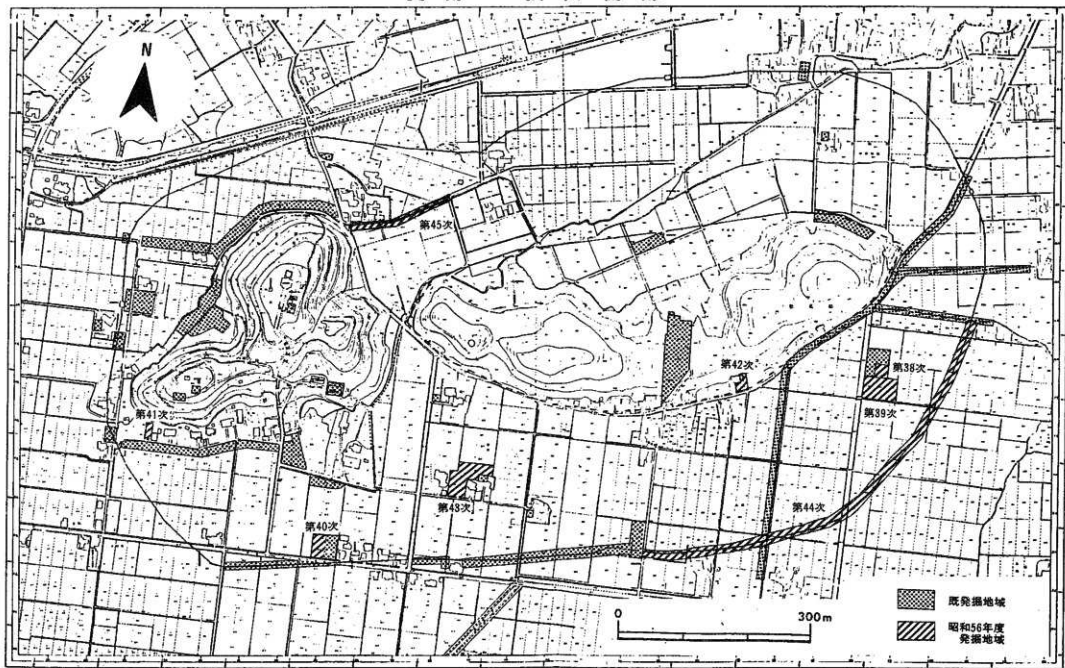 N
第45次
第42次
第38次
第39次
第41次
第43次
第44次
第40次
0 300m
既発掘地域
昭和56年度
発掘地域